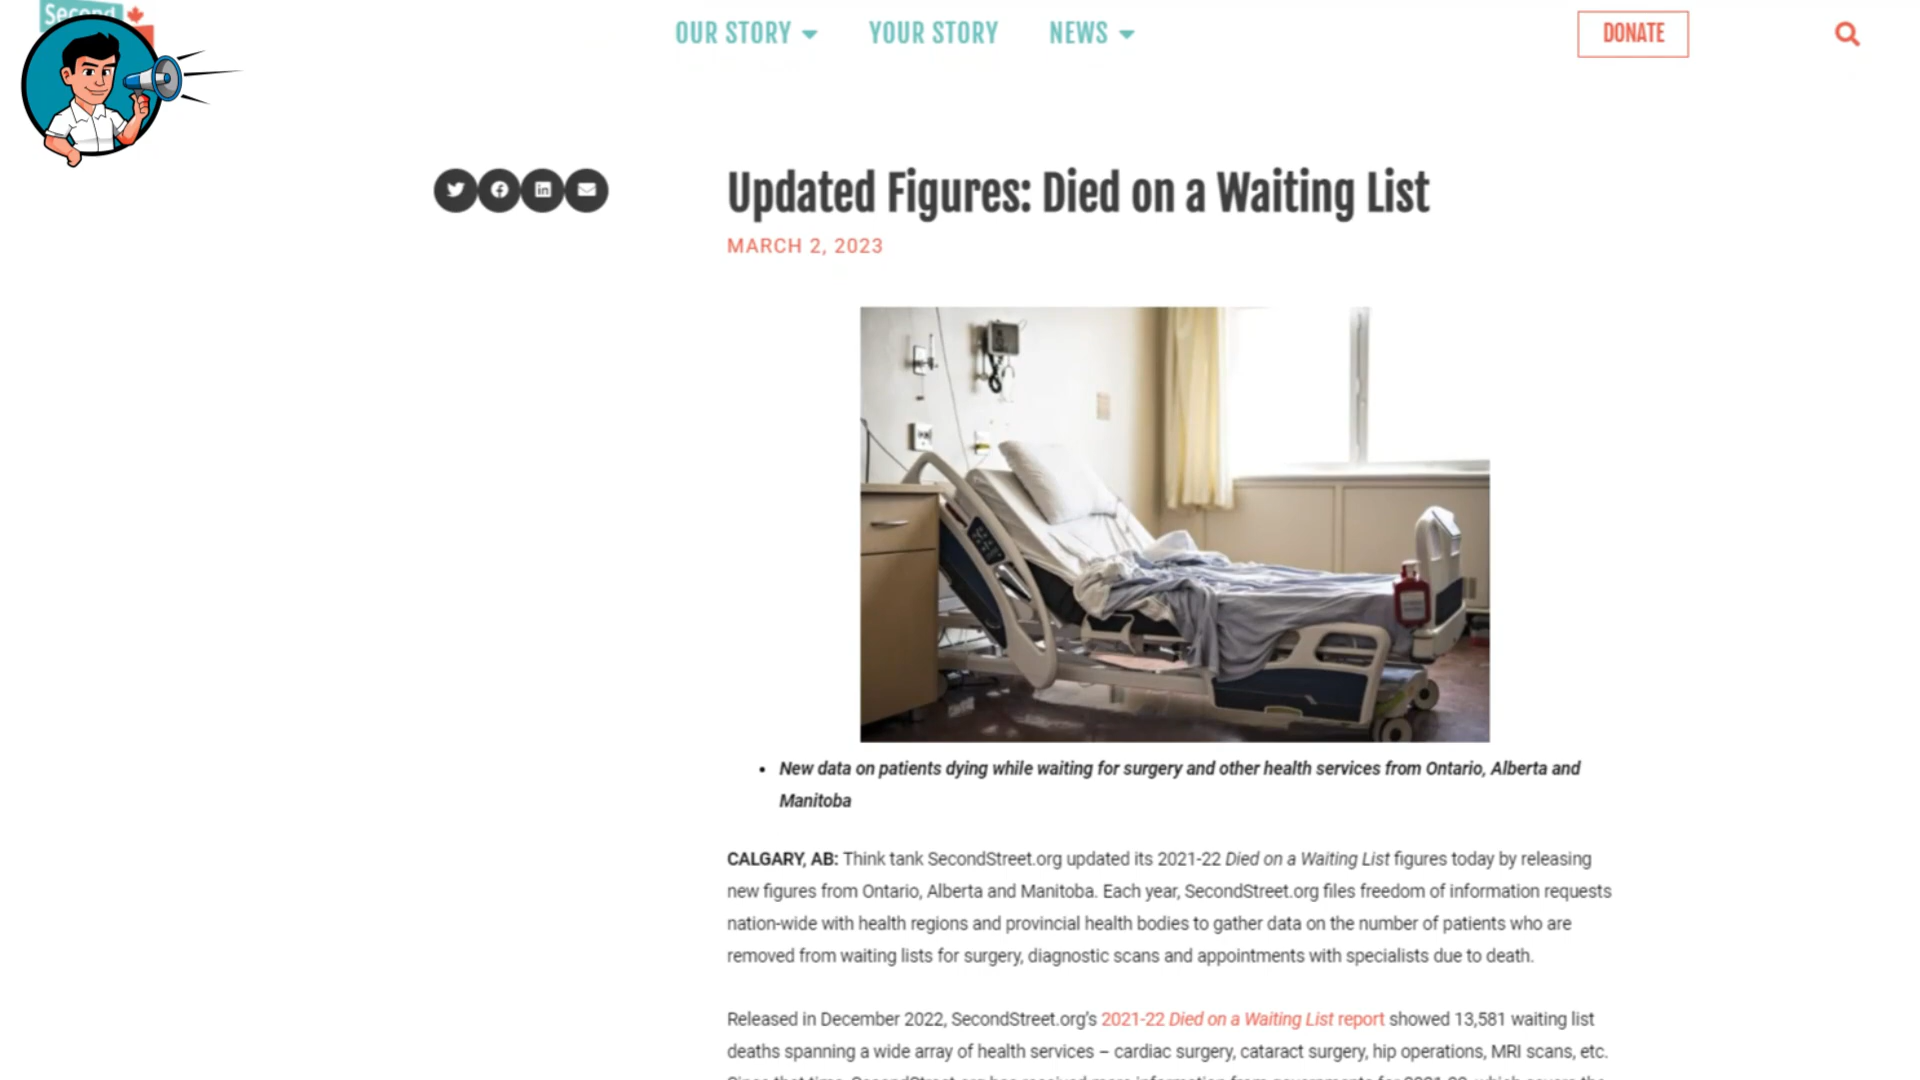 Second
OUR STORY
YOUR STORY
NEWS
DONATE
Updated Figures: Died on a Waiting List
MARCH 2, 2023
• New data on patients dying while waiting for surgery and other health services from Ontario, Alberta and
Manitoba
CALGARY, AB: Think tank SecondStreet.org updated its 2021-22 Died on a Waiting List figures today by releasing
new figures from Ontario, Alberta and Manitoba. Each year, SecondStreet.org files freedom of information requests
nation-wide with health regions and provincial health bodies to gather data on the number of patients who are
removed from waiting lists for surgery, diagnostic scans and appointments with specialists due to death.
Released in December 2022, SecondStreet.org's 2021-22 Died on a Waiting List report showed 13,581 waiting list
deaths spanning a wide array of health services – cardiac surgery, cataract surgery, hip operations, MRI scans, etc.